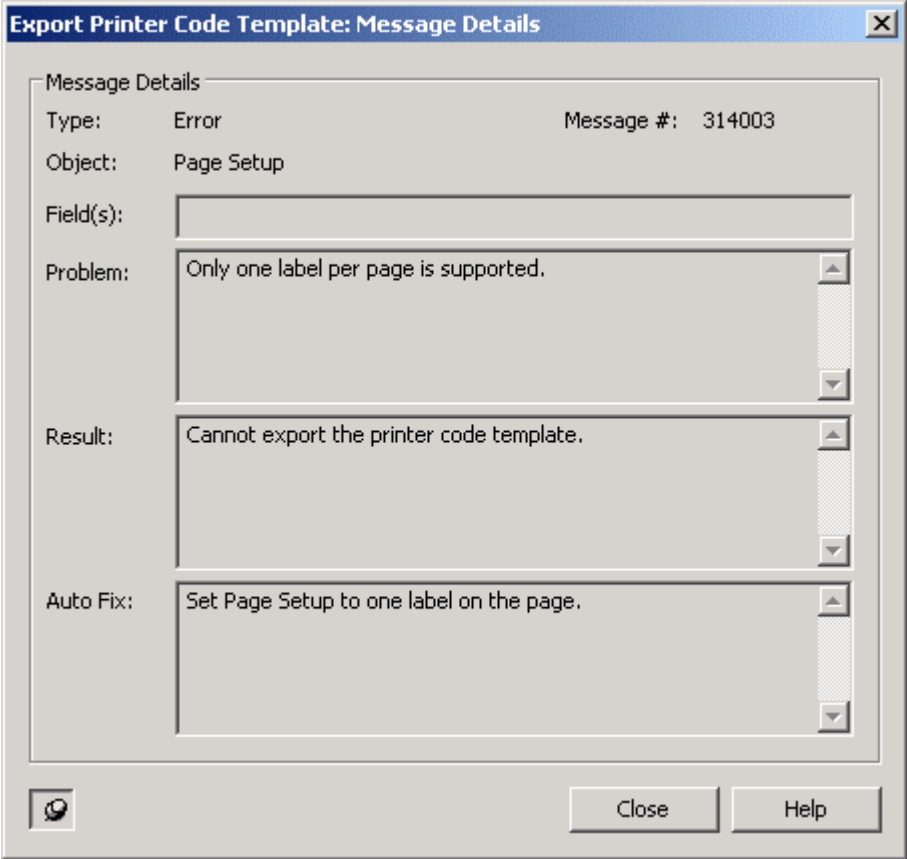 Export Printer Code Template: Message Details
Message Details
Type: Error Message #: 314003
Object: Page Setup
Field(s):
Problem: Only one label per page is supported.
Result: Cannot export the printer code template.
Auto Fix: Set Page Setup to one label on the page.
Close Help